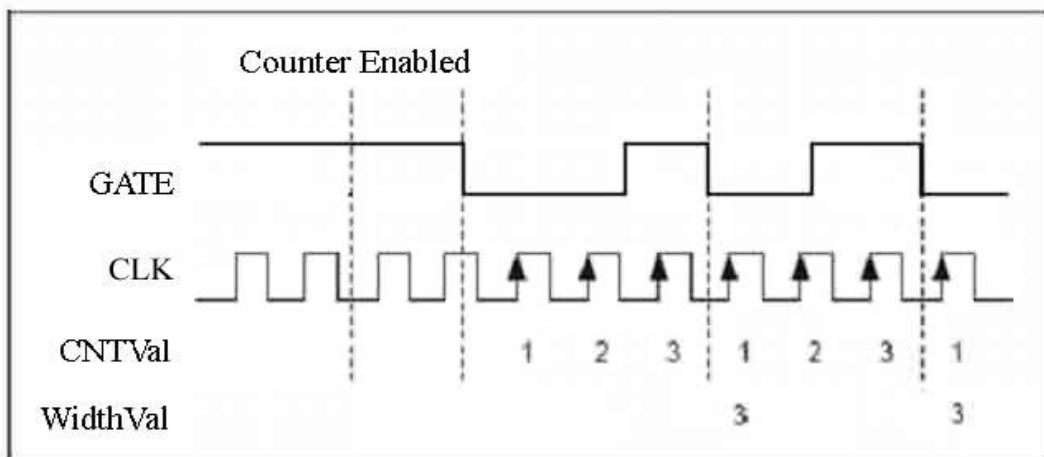 Counter Enabled
GATE
CLK
CNTVal 1 2 3 1 2 3 1
WidthVal 3 3